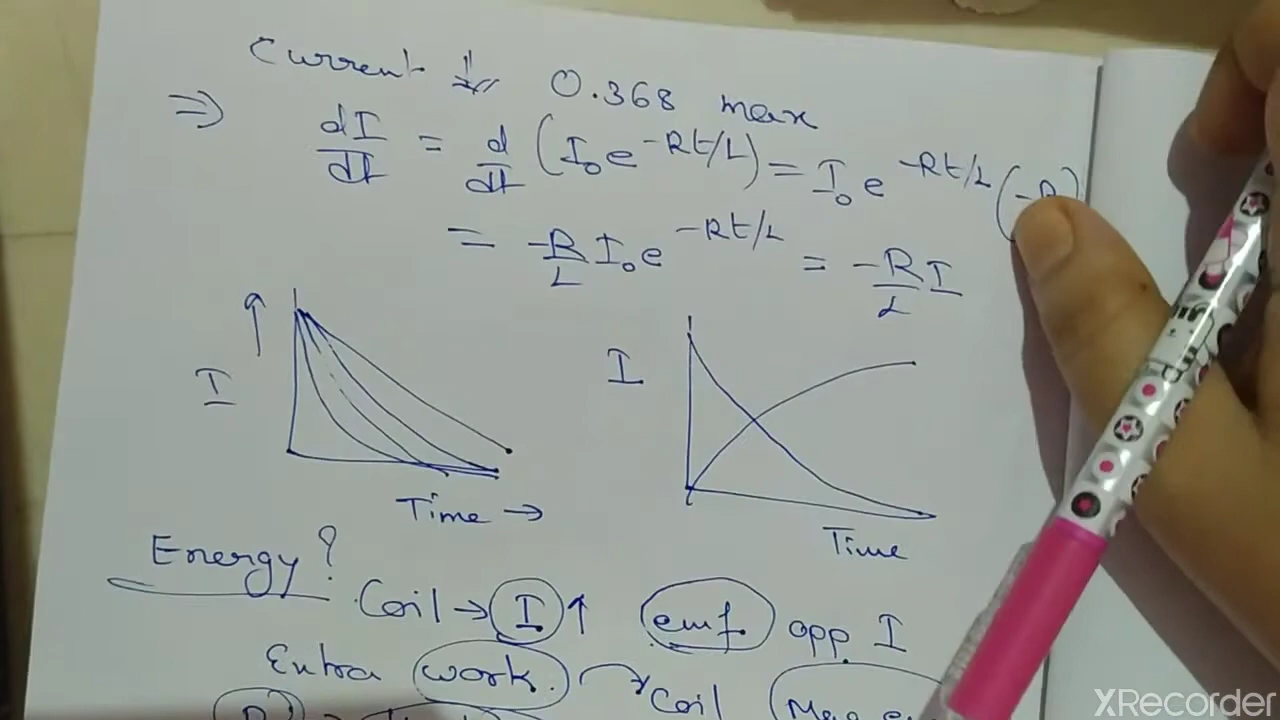 Current ↓ 0.368 max
⇒ dI/dt = d/dt (I₀e^-Rt/L) = I₀e^-Rt/L (-R
= -R/L I₀e^-Rt/L = -R/L I
I
Time →
I
Time
Energy?
Coil → I ↑ emf opp I
Extra work. Coil Mag e
XRecorder